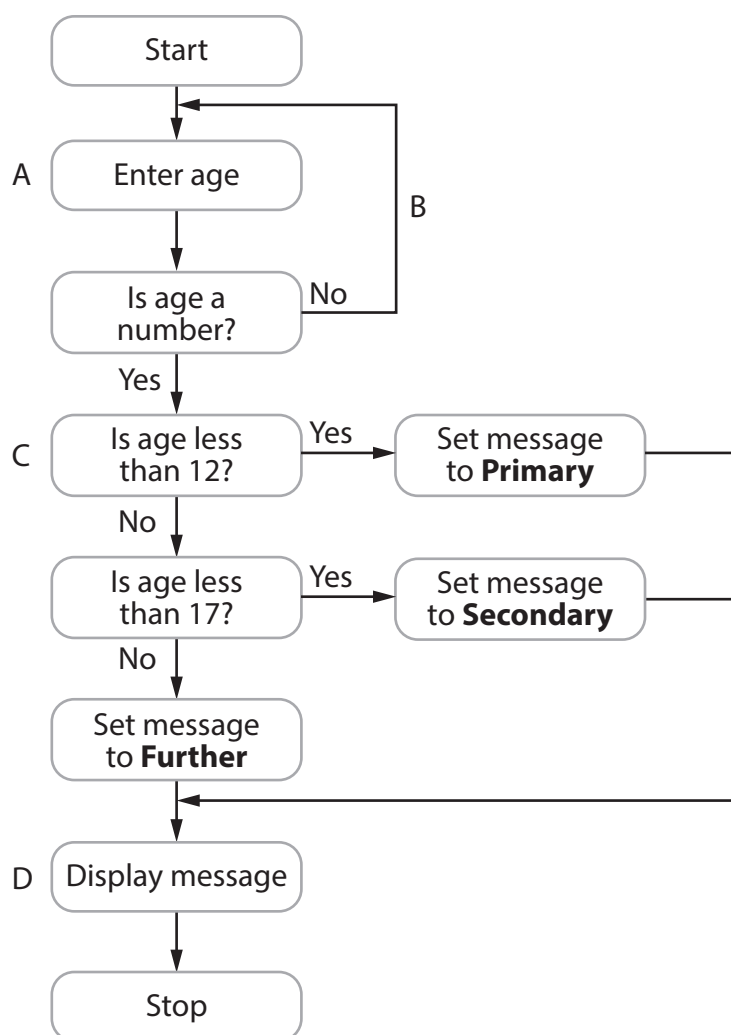 Start
A
Enter age
B
Is age a
number?
No
Yes
C
Is age less
than 12?
Yes
Set message
to Primary
No
Is age less
than 17?
Yes
Set message
to Secondary
No
Set message
to Further
D
Display message
Stop